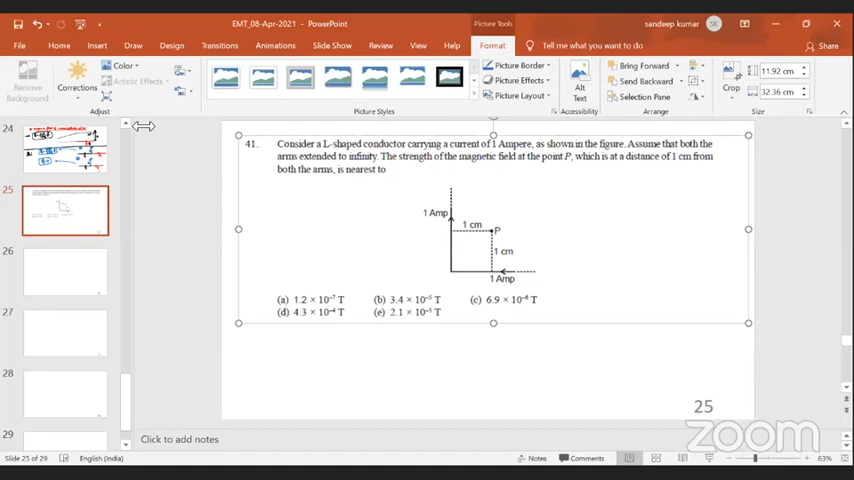 EMT_08-Apr-2021 - PowerPoint
Picture Tools
sandeep kumar
SK
File Home Insert Draw Design Transitions Animations Slide Show Review View Help Format Tell me what you want to do Share
Remove Background
Corrections
Color
Artistic Effects
Picture Border
Picture Effects
Picture Layout
Alt Text
Bring Forward
Send Backward
Selection Pane
Crop
11.92 cm
32.36 cm
Adjust Picture Styles Accessibility Arrange Size
24
25
26
27
28
29
41. Consider a L-shaped conductor carrying a current of 1 Ampere, as shown in the figure. Assume that both the
arms extended to infinity. The strength of the magnetic field at the point P, which is at a distance of 1 cm from
both the arms, is nearest to
1 Amp
1 cm
P
1 cm
1 Amp
(a) 1.2 × 10⁻⁷ T (b) 3.4 × 10⁻⁵ T (c) 6.9 × 10⁻⁶ T
(d) 4.3 × 10⁻⁴ T (e) 2.1 × 10⁻⁵ T
25
zoom
Click to add notes
Slide 25 of 29 English (India) Notes Comments 63%